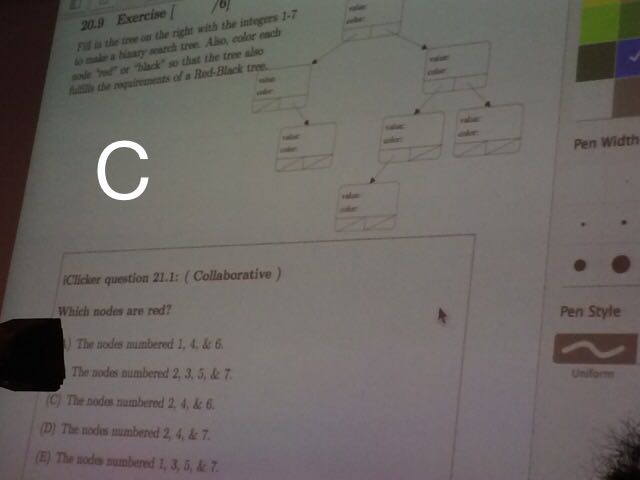 20.9 Exercise [ /6]
Fill is the tree on the right with the integers 1-7
to make a binary search tree. Also, color each
node "red" or "black" so that the tree also
fulfills the requirements of a Red-Black tree.
value:
value:
color:
value:
color:
value:
color:
value:
color:
value:
color:
value:
color:
C
iClicker question 21.1: ( Collaborative )
Which nodes are red?
) The nodes numbered 1, 4, & 6.
The nodes numbered 2, 3, 5, & 7.
(C) The nodes numbered 2, 4, & 6.
(D) The nodes numbered 2, 4, & 7.
(E) The nodes numbered 1, 3, 5, & 7.
Pen Width
Pen Style
Uniform